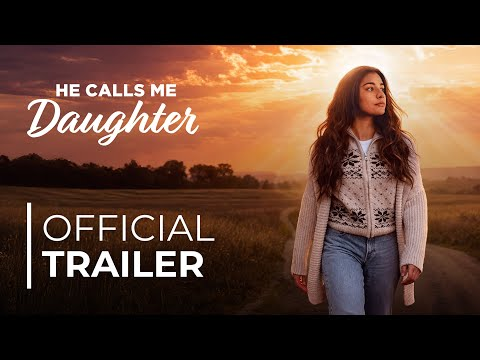 HE CALLS ME
Daughter
OFFICIAL
TRAILER